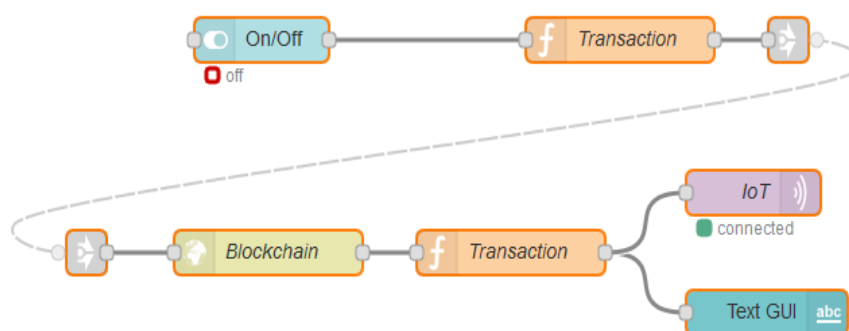 On/Off
Transaction
off
IoT
connected
Blockchain
Transaction
Text GUI abc